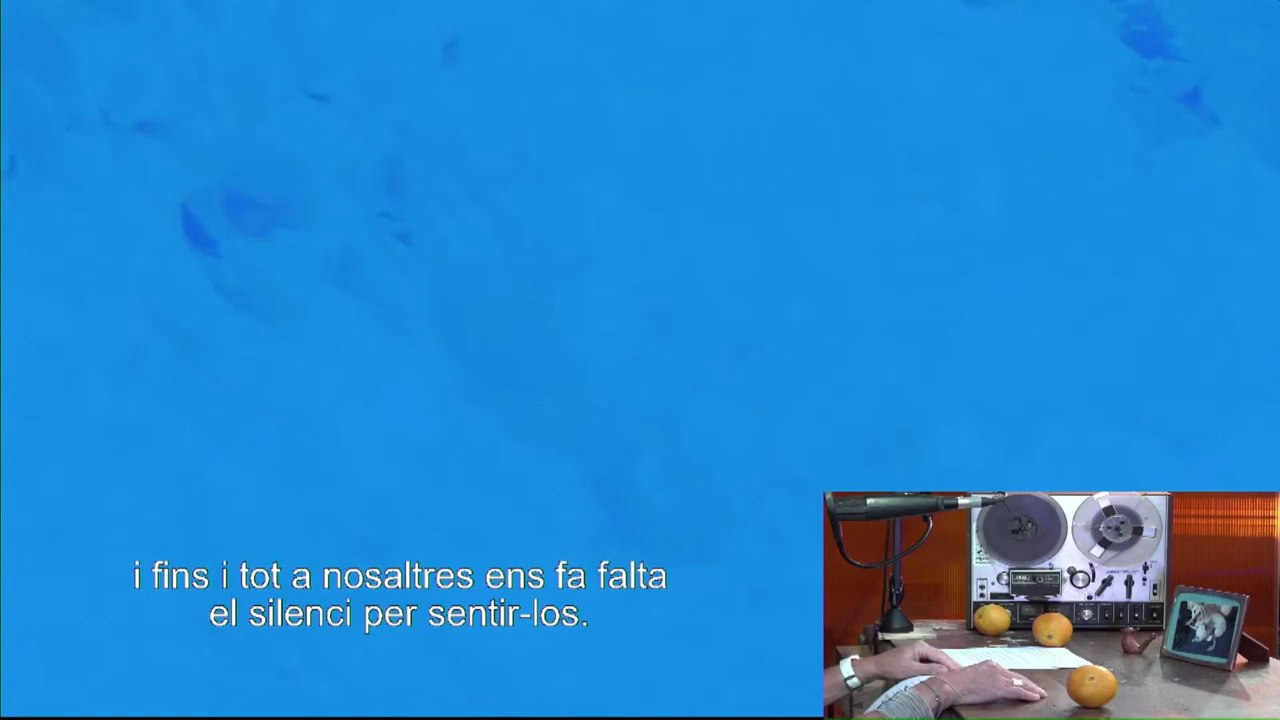 i fins i tot a nosaltres ens fa falta
el silenci per sentir-los.